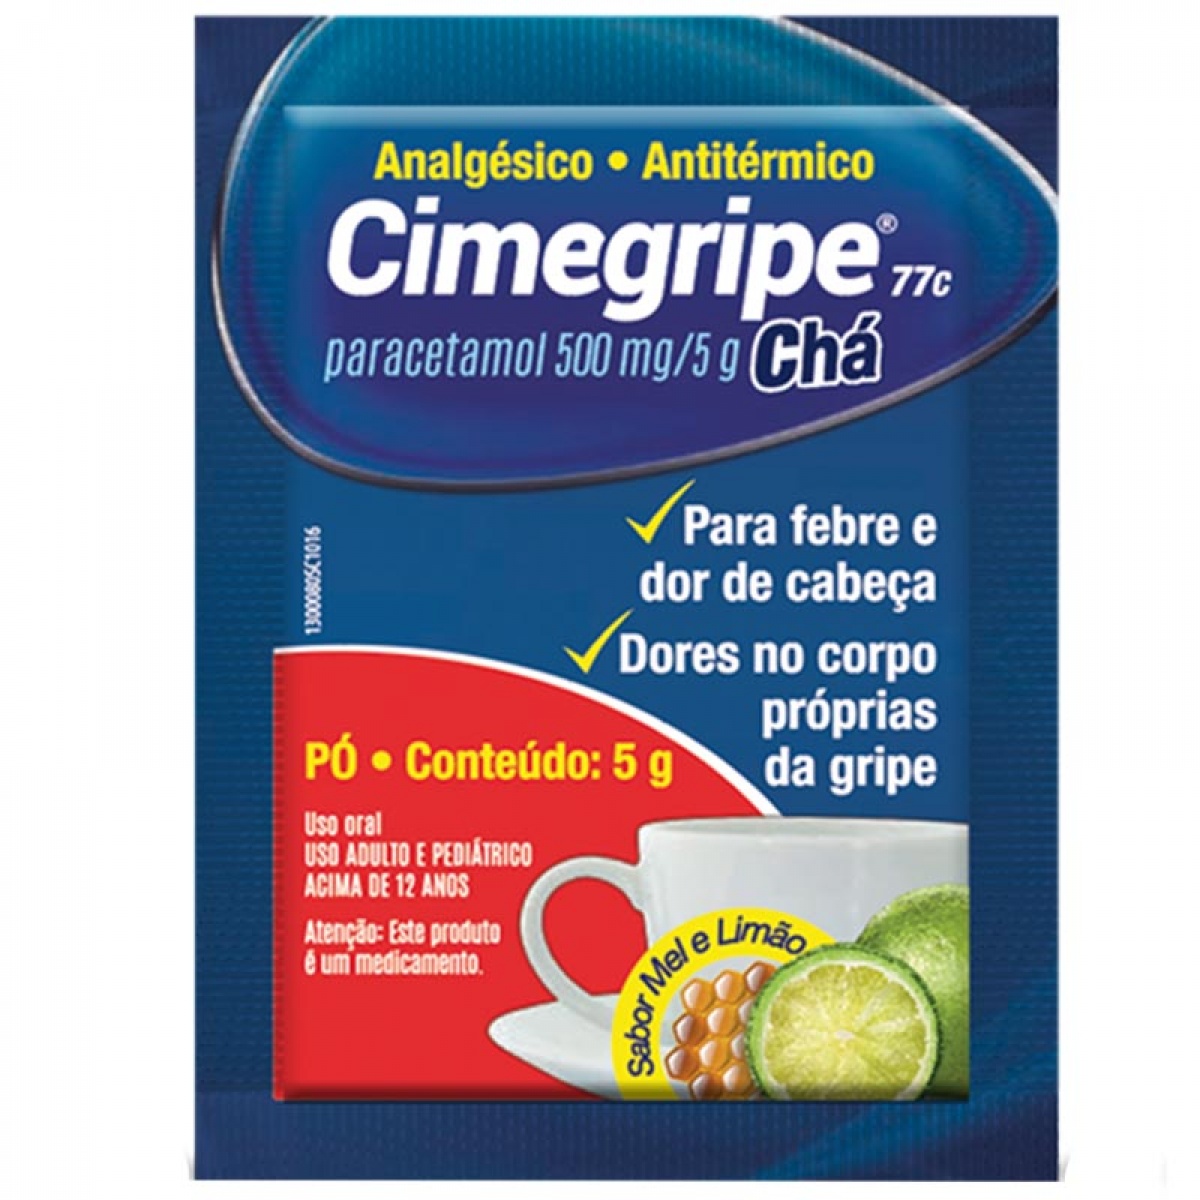 Analgésico • Antitérmico
Cimegripe® 77c
paracetamol 500 mg/5 g Chá
Para febre e
dor de cabeça
Dores no corpo
próprias
da gripe
1300080SC1016
PÓ • Conteúdo: 5 g
Uso oral
USO ADULTO E PEDIÁTRICO
ACIMA DE 12 ANOS
Atenção: Este produto
é um medicamento.
Sabor Mel e Limão